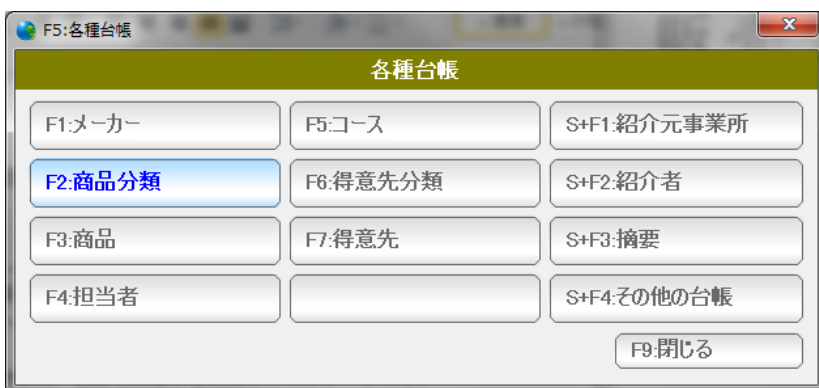 F5:各種台帳
各種台帳
F1:メーカー
F5:コース
S+F1:紹介元事業所
F2:商品分類
F6:得意先分類
S+F2:紹介者
F3:商品
F7:得意先
S+F3:摘要
F4:担当者
S+F4:その他の台帳
F9:閉じる